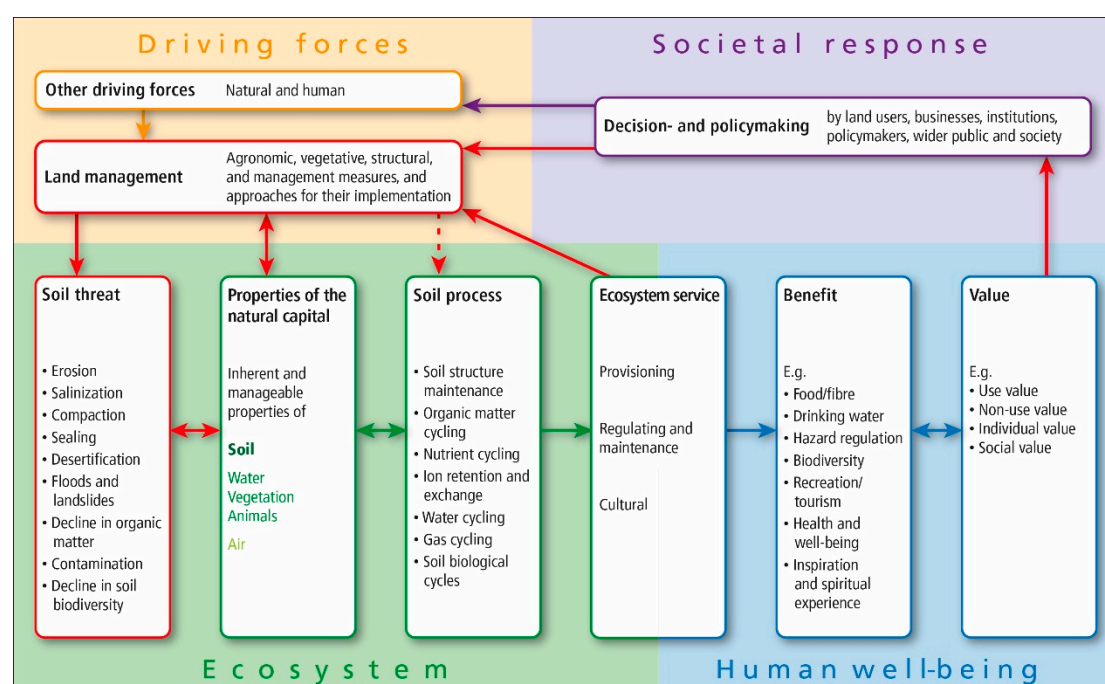 Driving forces
Societal response
Other driving forces Natural and human
Decision- and policymaking
by land users, businesses, institutions,
policymakers, wider public and society
Land management
Agronomic, vegetative, structural,
and management measures, and
approaches for their implementation
Soil threat
• Erosion
• Salinization
• Compaction
• Sealing
• Desertification
• Floods and
landslides
• Decline in organic
matter
• Contamination
• Decline in soil
biodiversity
Properties of the
natural capital
Inherent and
manageable
properties of
Soil
Water
Vegetation
Animals
Air
Soil process
• Soil structure
maintenance
• Organic matter
cycling
• Nutrient cycling
• Ion retention and
exchange
• Water cycling
• Gas cycling
• Soil biological
cycles
Ecosystem service
Provisioning
Regulating and
maintenance
Cultural
Benefit
E.g.
• Food/fibre
• Drinking water
• Hazard regulation
• Biodiversity
• Recreation/
tourism
• Health and
well-being
• Inspiration
and spiritual
experience
Value
E.g.
• Use value
• Non-use value
• Individual value
• Social value
Ecosystem
Human well-being